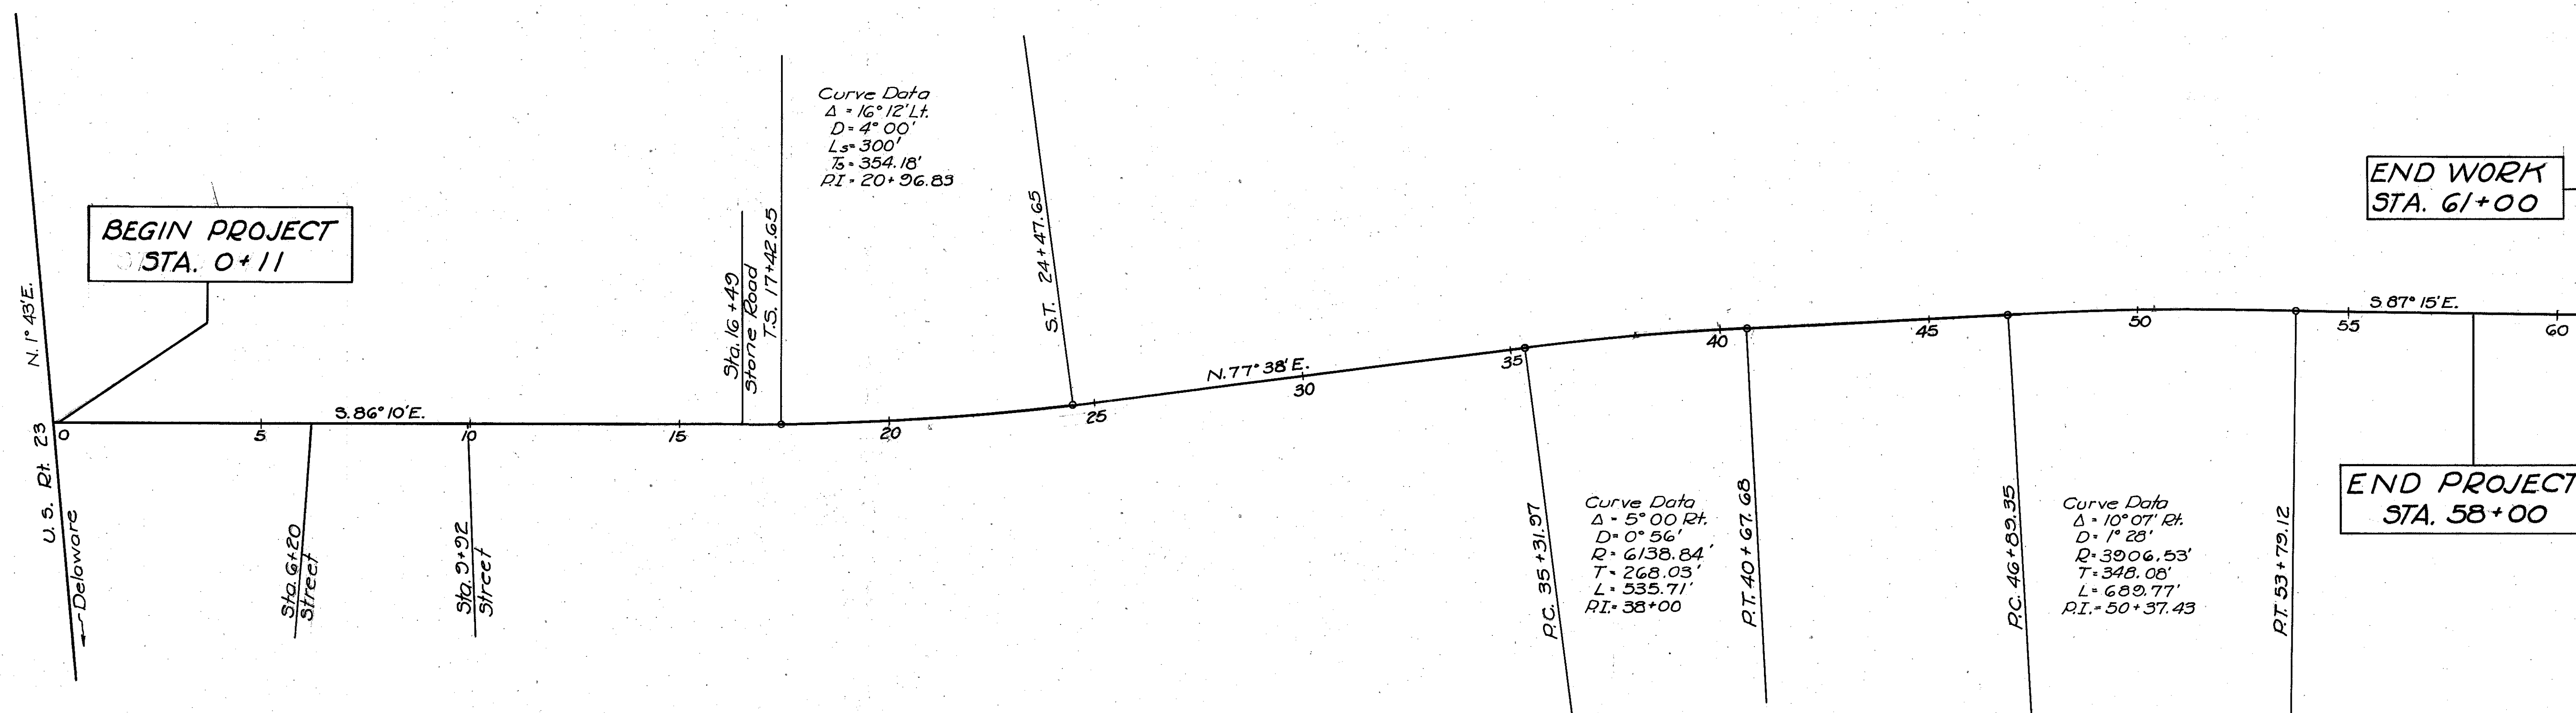 BEGIN PROJECT
STA. 0+11
N. 1° 43'E.
U. S. Rt. 23
←Delaware
0
5
S. 86° 10'E.
10
15
20
25
30
35
40
45
50
55
60
Sta. 6+20
Street
Sta. 9+92
Street
Sta. 16+49
Stone Road
T.S. 17+42.65
Curve Data
Δ = 16° 12' Lt.
D = 4° 00'
Ls = 300'
Ts = 354.18'
P.I = 20+96.83
S.T. 24+47.65
N. 77° 38'E.
P.C. 35+31.97
Curve Data
Δ = 5° 00 Rt.
D = 0° 56'
R = 6138.84'
T = 268.03'
L = 535.71'
P.I. = 38+00
P.T. 40+67.68
P.C. 46+89.35
Curve Data
Δ = 10° 07' Rt.
D = 1° 28'
R = 3906.53'
T = 348.08'
L = 689.77'
P.I. = 50+37.43
P.T. 53+79.12
S 87° 15'E.
END WORK
STA. 61+00
END PROJECT
STA. 58+00